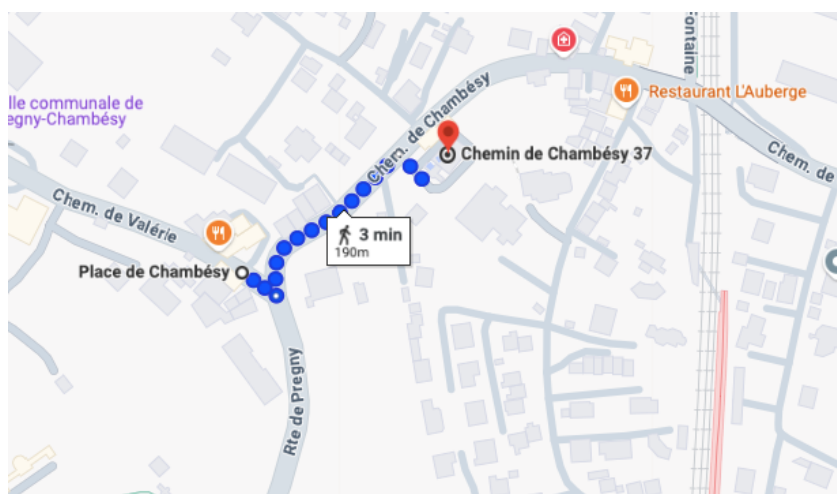 Fontaine
Restaurant L'Auberge
lle communale de
egny-Chambésy
Chem. de Chambésy
Chemin de Chambésy 37
Chem. de
Chem. de Valérie
3 min
190m
Place de Chambésy
Rte de Pregny